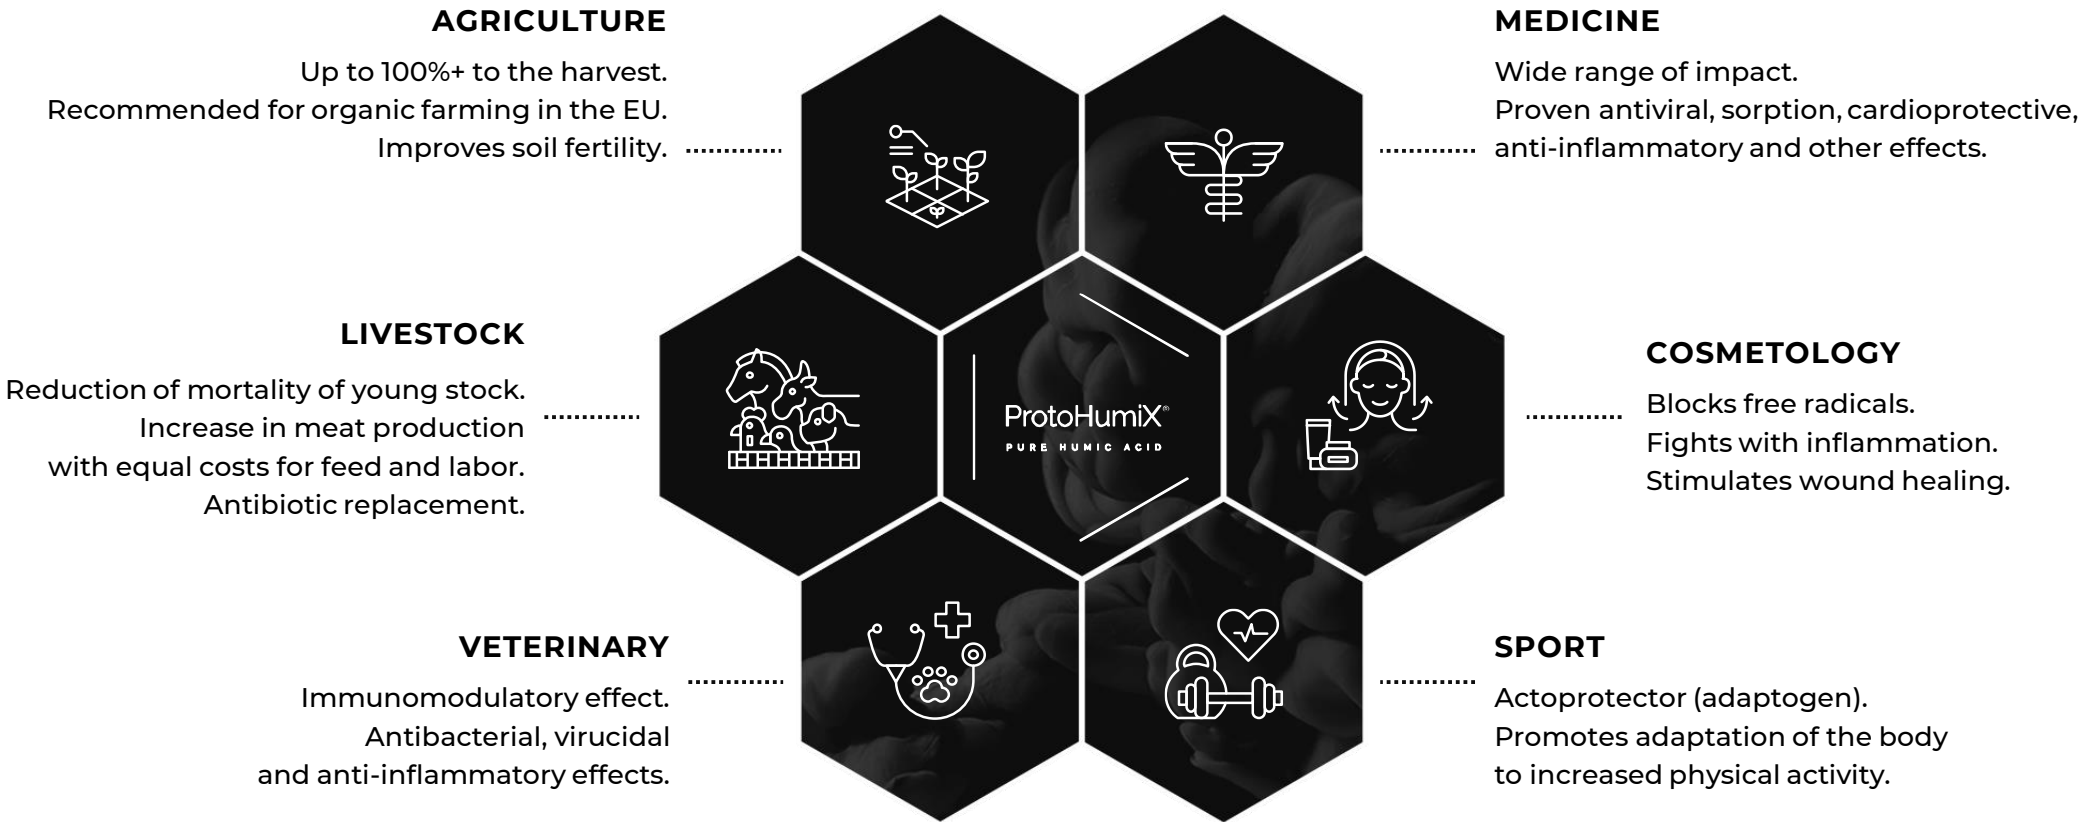 AGRICULTURE
Up to 100%+ to the harvest.
Recommended for organic farming in the EU.
Improves soil fertility.
MEDICINE
Wide range of impact.
Proven antiviral, sorption, cardioprotective,
anti-inflammatory and other effects.
LIVESTOCK
Reduction of mortality of young stock.
Increase in meat production
with equal costs for feed and labor.
Antibiotic replacement.
ProtoHumiX®
PURE HUMIC ACID
COSMETOLOGY
Blocks free radicals.
Fights with inflammation.
Stimulates wound healing.
VETERINARY
Immunomodulatory effect.
Antibacterial, virucidal
and anti-inflammatory effects.
SPORT
Actoprotector (adaptogen).
Promotes adaptation of the body
to increased physical activity.